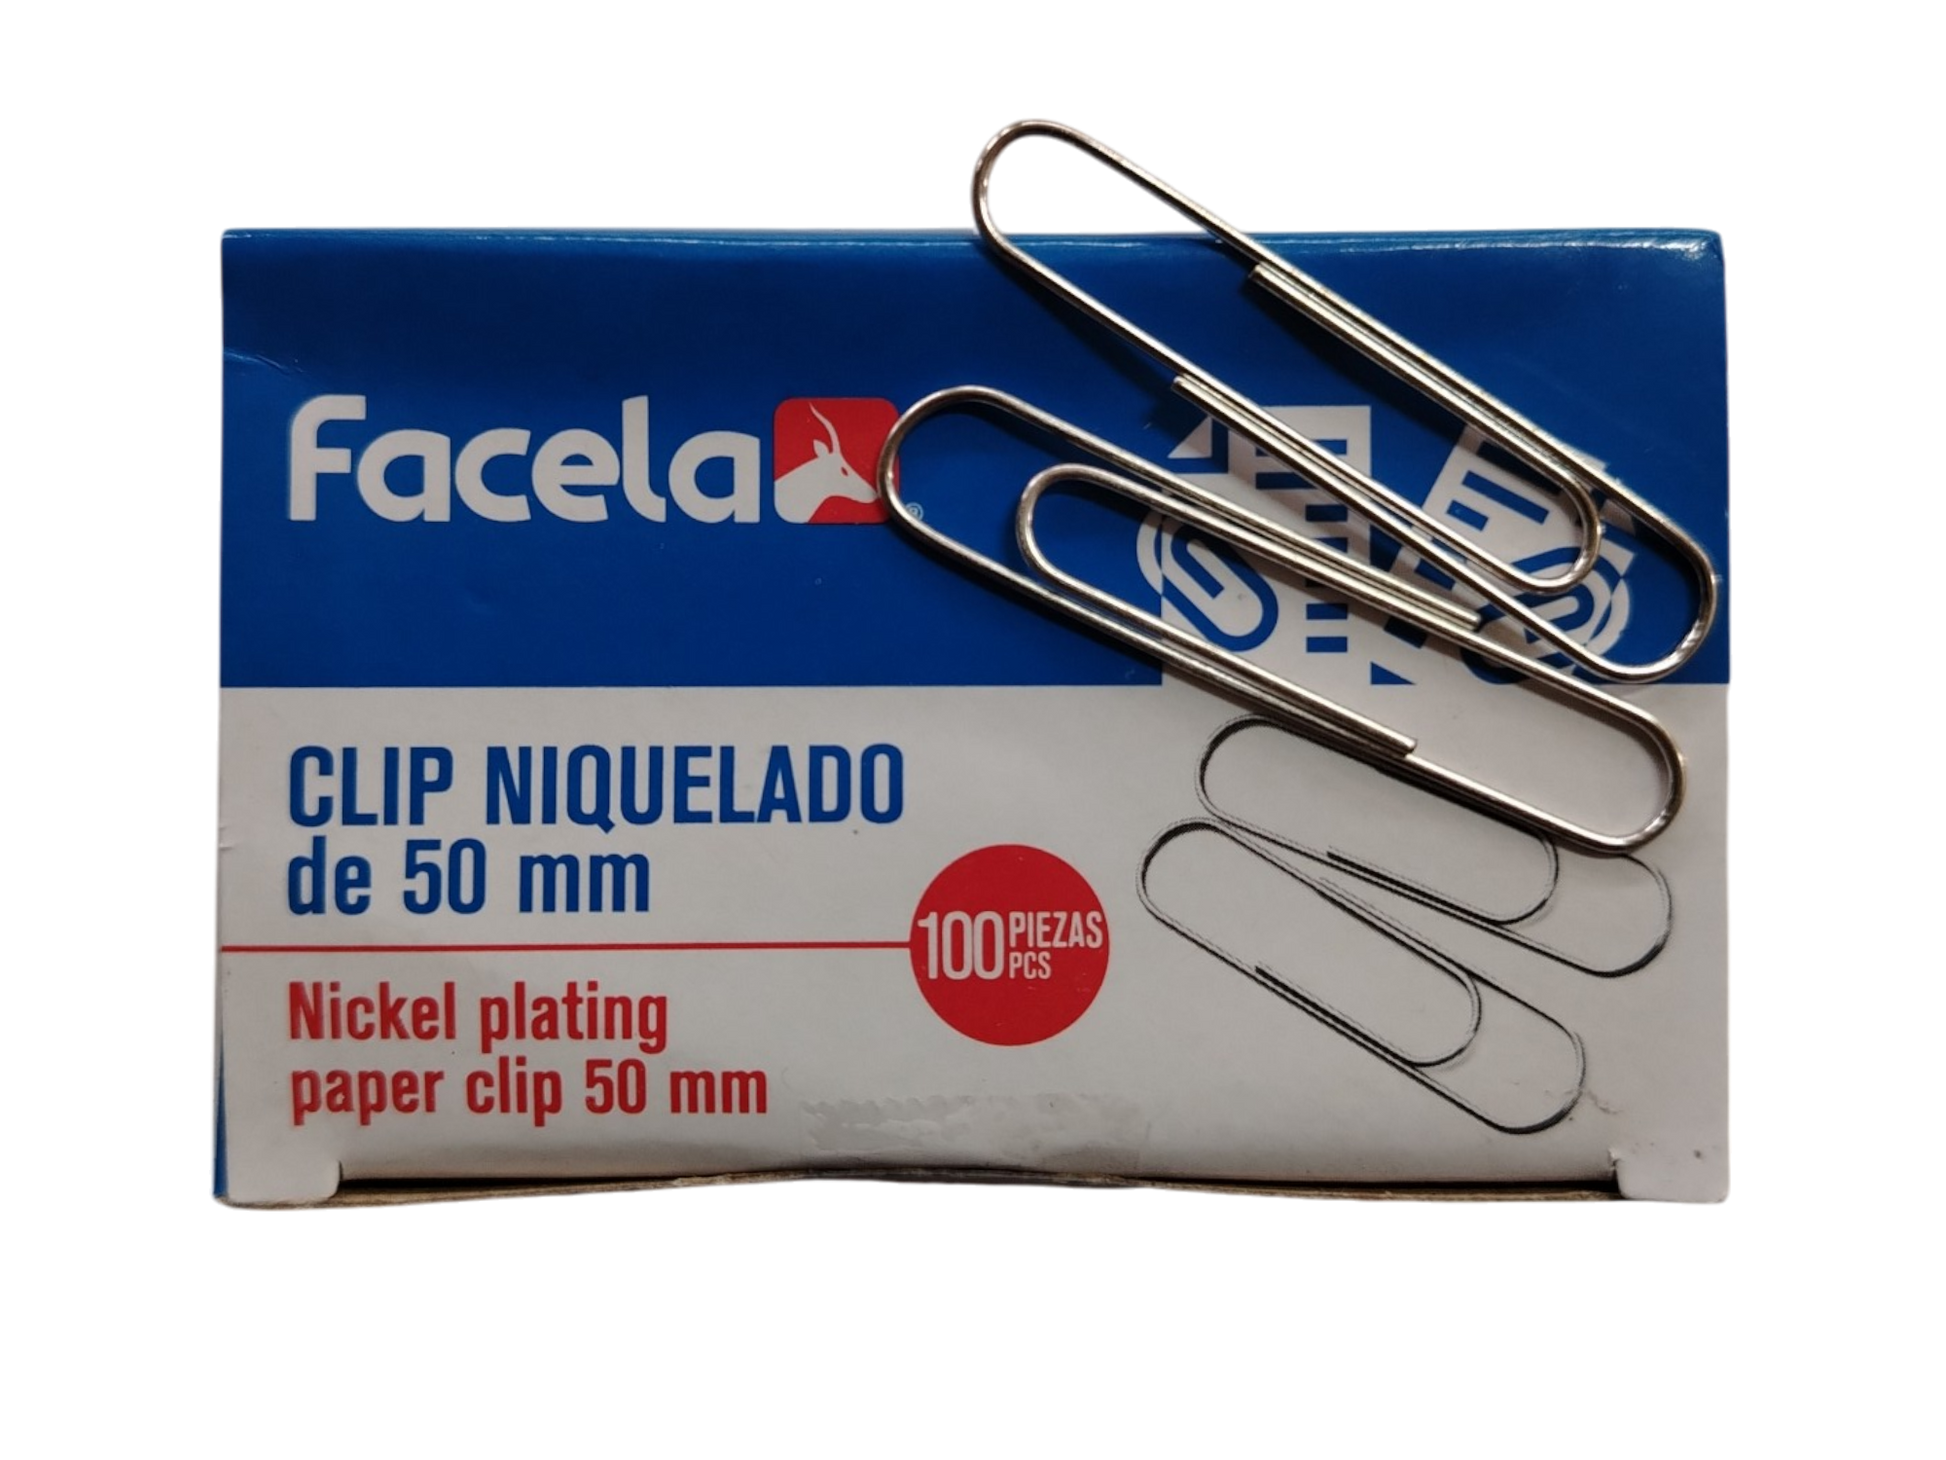 Facela
®
CLIP NIQUELADO
de 50 mm
100 PIEZAS
PCS
Nickel plating
paper clip 50 mm